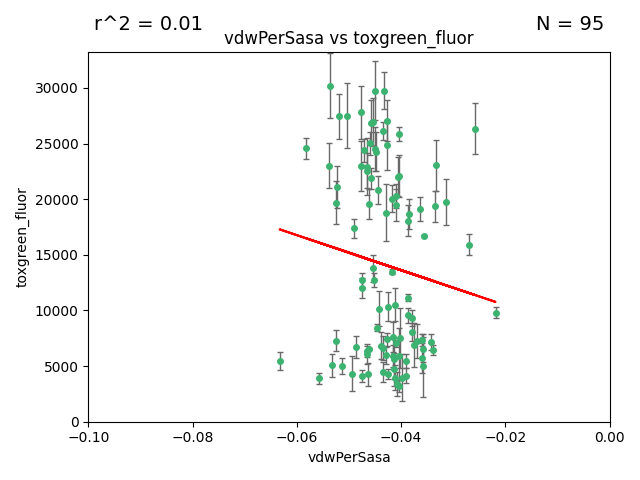 r^2 = 0.01
N = 95
vdwPerSasa vs toxgreen_fluor
30000
25000
20000
15000
10000
5000
0
toxgreen_fluor
−0.10
−0.08
−0.06
−0.04
−0.02
0.00
vdwPerSasa